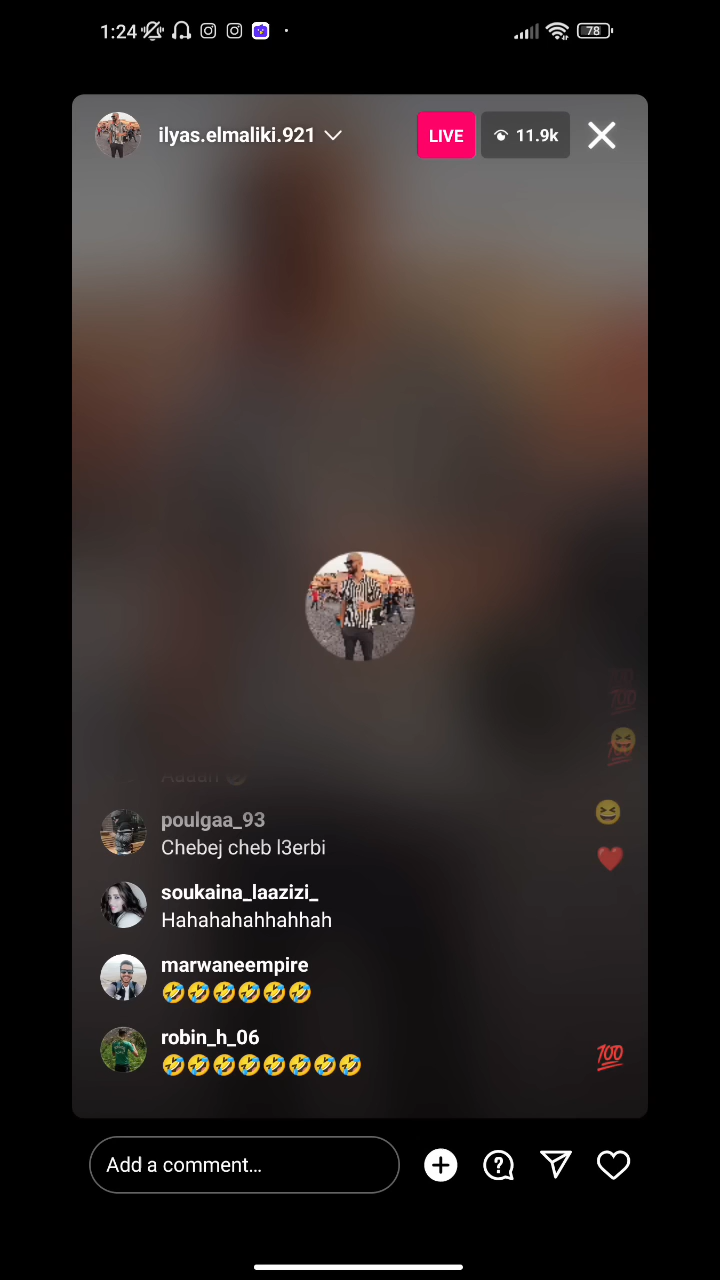 1:24
78
ilyas.elmaliki.921
LIVE
11.9k
poulgaa_93
Chebej cheb l3erbi
soukaina_laazizi_
Hahahahahhahhah
marwaneempire
🤣🤣🤣🤣🤣🤣
robin_h_06
🤣🤣🤣🤣🤣🤣🤣🤣
Add a comment...